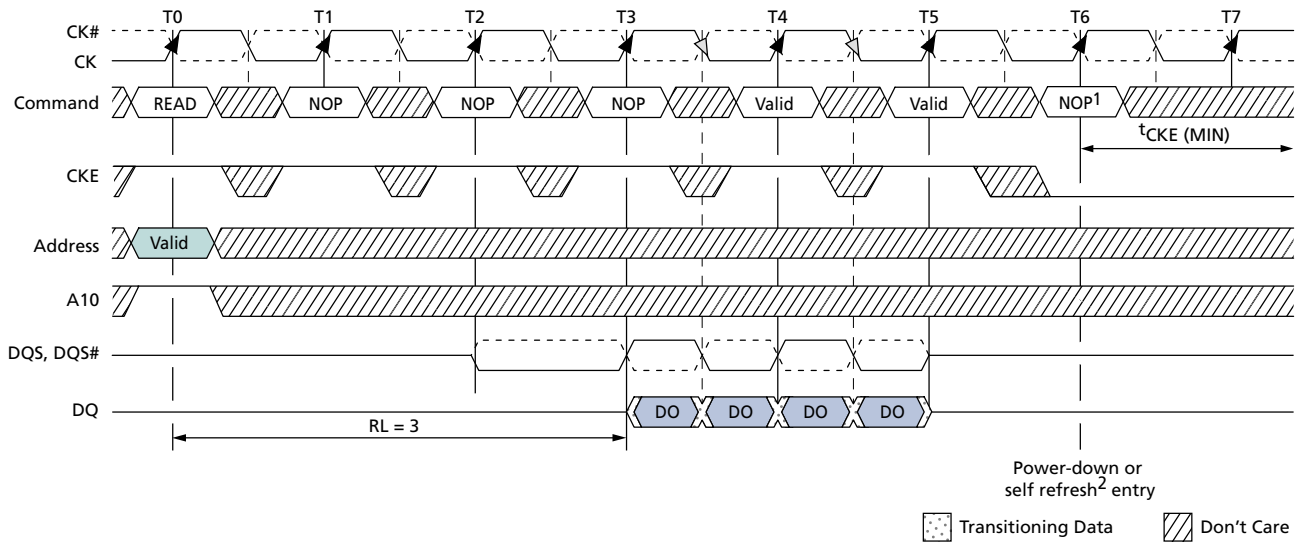 T0 T1 T2 T3 T4 T5 T6 T7
CK#
CK
Command READ NOP NOP NOP Valid Valid NOP1
tCKE (MIN)
CKE
Address Valid
A10
DQS, DQS#
DQ DO DO DO DO
RL = 3
Power-down or
self refresh2 entry
Transitioning Data Don't Care